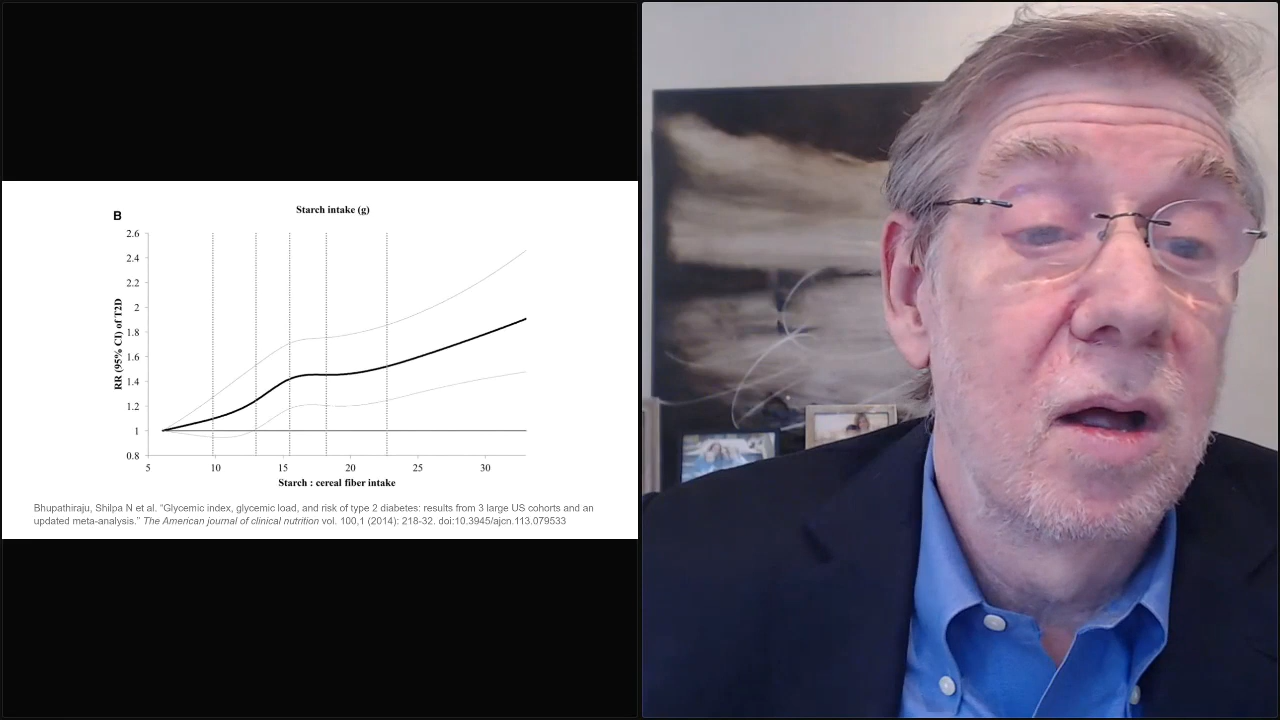 Starch intake (g)
B
2.6
2.4
2.2
2
1.8
1.6
1.4
1.2
1
0.8
RR (95% CI) of T2D
5 10 15 20 25 30
Starch : cereal fiber intake
Bhupathiraju, Shilpa N et al. “Glycemic index, glycemic load, and risk of type 2 diabetes: results from 3 large US cohorts and an
updated meta-analysis.” The American journal of clinical nutrition vol. 100,1 (2014): 218-32. doi:10.3945/ajcn.113.079533